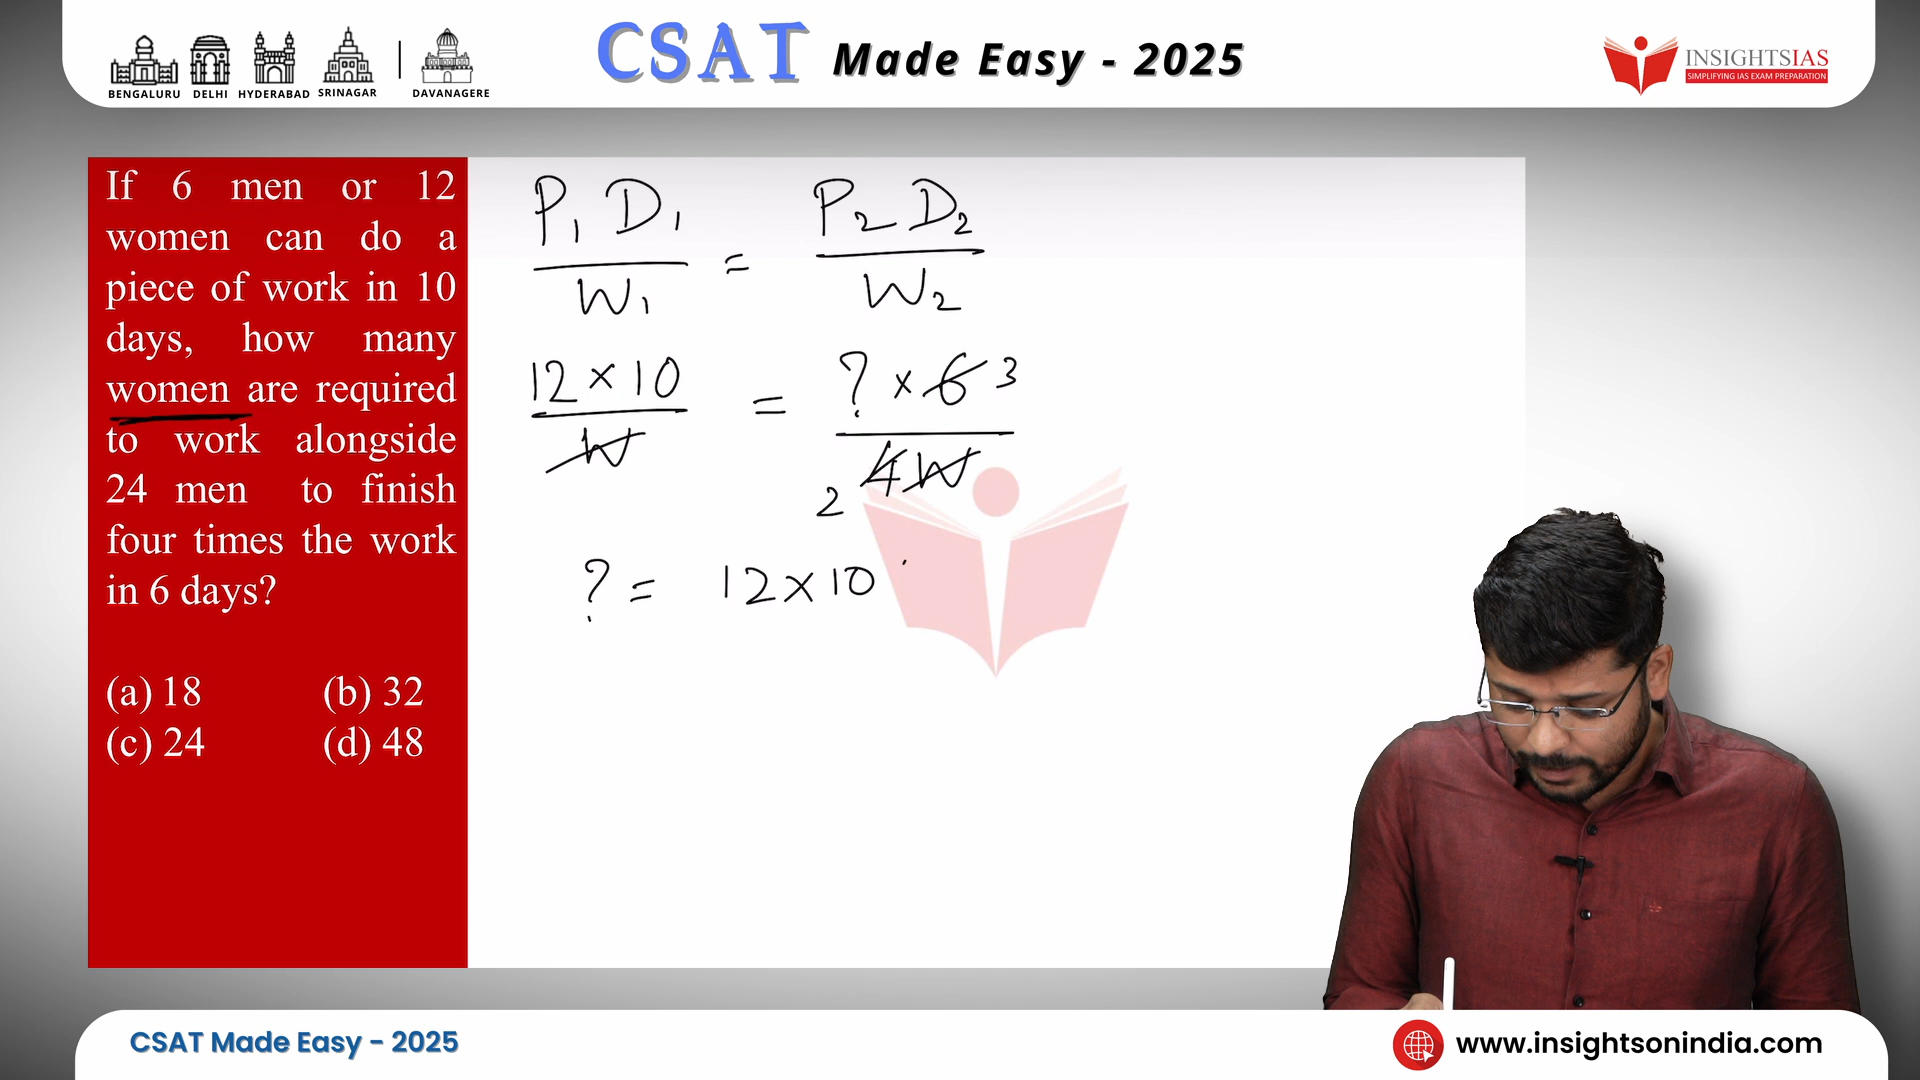 BENGALURU DELHI HYDERABAD SRINAGAR DAVANAGERE
CSAT Made Easy - 2025
INSIGHTSIAS
SIMPLIFYING IAS EXAM PREPARATION
If 6 men or 12
women can do a
piece of work in 10
days, how many
women are required
to work alongside
24 men to finish
four times the work
in 6 days?
(a) 18 (b) 32
(c) 24 (d) 48
P₁ D₁ / W₁ = P₂ D₂ / W₂
12 × 10 / W = ? × 6 3 / 2 4W
? = 12 × 10
CSAT Made Easy - 2025
www.insightsonindia.com